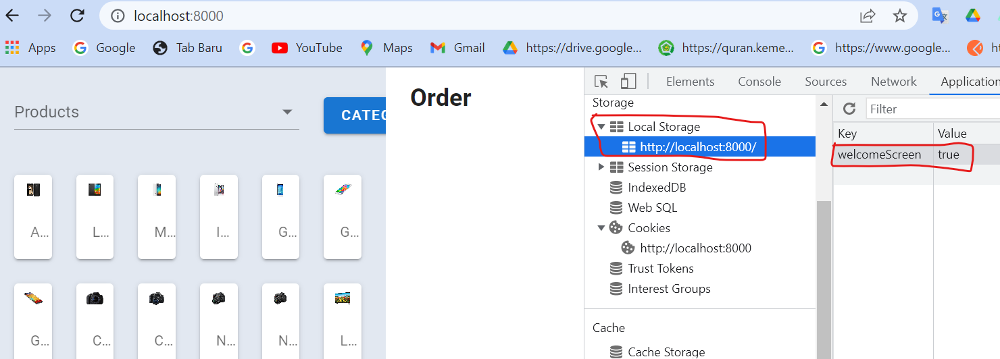 localhost:8000
Apps Google Tab Baru YouTube Maps Gmail https://drive.google... https://quran.keme... https://www.google... ht
Products
CATEG
Order
Elements Console Sources Network Application
Storage
Local Storage
http://localhost:8000/
Session Storage
IndexedDB
Web SQL
Cookies
http://localhost:8000
Trust Tokens
Interest Groups
Cache
Cache Storage
Filter
Key Value
welcomeScreen true
A... L... M... I... G... G...
G... C... C... N... N... L...